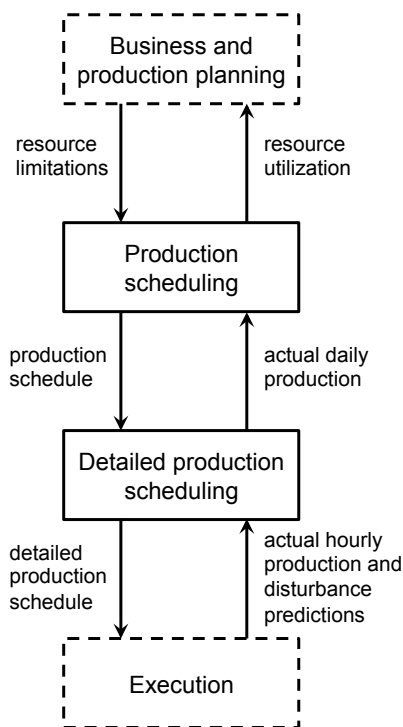 Business and
production planning
resource
limitations
resource
utilization
Production
scheduling
production
schedule
actual daily
production
Detailed production
scheduling
detailed
production
schedule
actual hourly
production and
disturbance
predictions
Execution